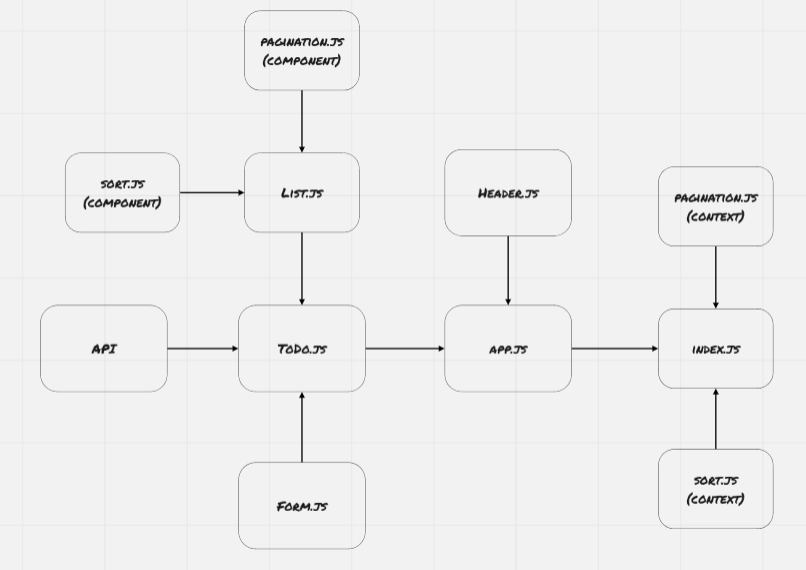 PAGINATION.JS
(COMPONENT)
SORT.JS
(COMPONENT)
LIST.JS
HEADER.JS
PAGINATION.JS
(CONTEXT)
API
TODO.JS
APP.JS
INDEX.JS
FORM.JS
SORT.JS
(CONTEXT)